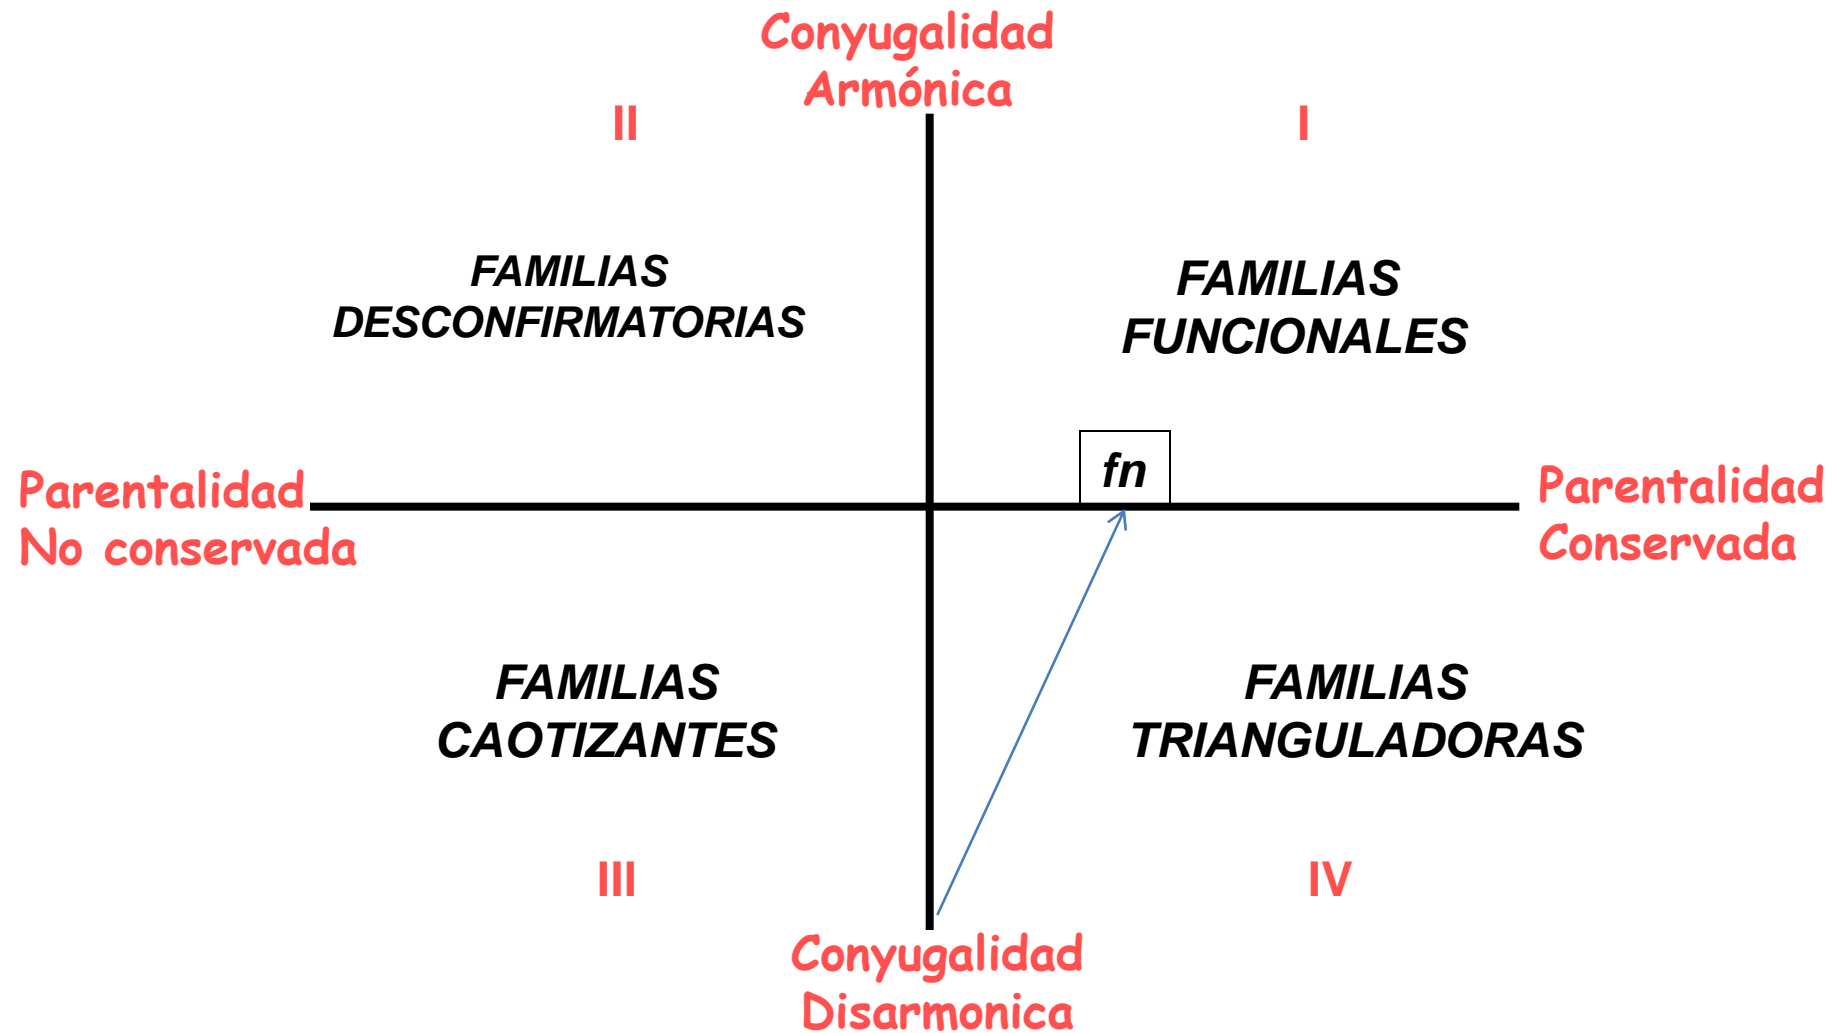 Conyugalidad
Armónica
II
I
FAMILIAS
DESCONFIRMATORIAS
FAMILIAS
FUNCIONALES
fn
Parentalidad
No conservada
Parentalidad
Conservada
FAMILIAS
CAOTIZANTES
FAMILIAS
TRIANGULADORAS
III
IV
Conyugalidad
Disarmonica